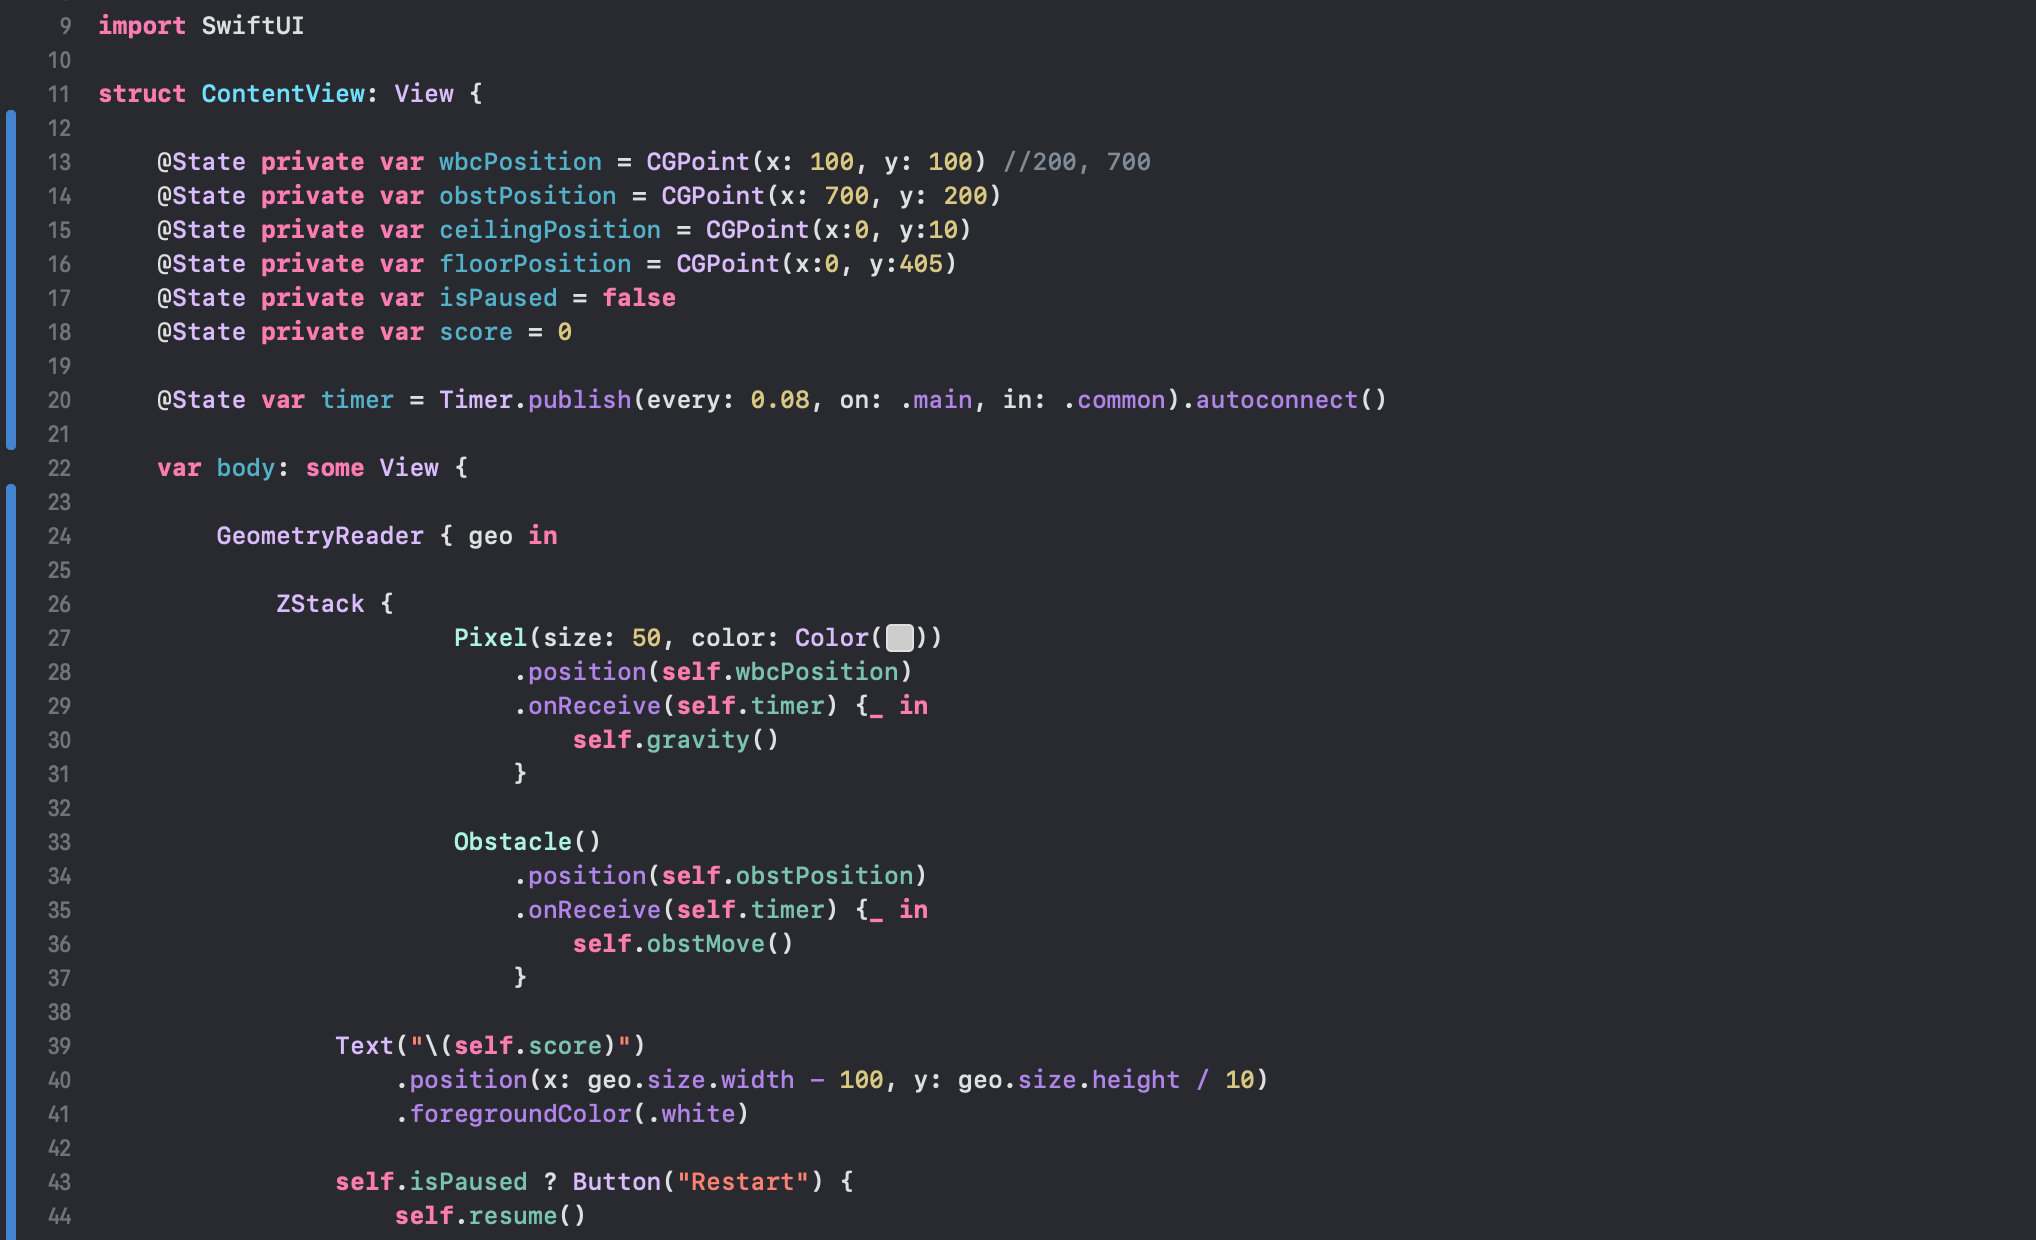 9 import SwiftUI
10
11 struct ContentView: View {
12
13     @State private var wbcPosition = CGPoint(x: 100, y: 100) //200, 700
14     @State private var obstPosition = CGPoint(x: 700, y: 200)
15     @State private var ceilingPosition = CGPoint(x:0, y:10)
16     @State private var floorPosition = CGPoint(x:0, y:405)
17     @State private var isPaused = false
18     @State private var score = 0
19
20     @State var timer = Timer.publish(every: 0.08, on: .main, in: .common).autoconnect()
21
22     var body: some View {
23
24         GeometryReader { geo in
25
26             ZStack {
27                         Pixel(size: 50, color: Color())
28                             .position(self.wbcPosition)
29                             .onReceive(self.timer) {_ in
30                                 self.gravity()
31                             }
32
33                         Obstacle()
34                             .position(self.obstPosition)
35                             .onReceive(self.timer) {_ in
36                                 self.obstMove()
37                             }
38
39                 Text("\(self.score)")
40                     .position(x: geo.size.width - 100, y: geo.size.height / 10)
41                     .foregroundColor(.white)
42
43                 self.isPaused ? Button("Restart") {
44                     self.resume()